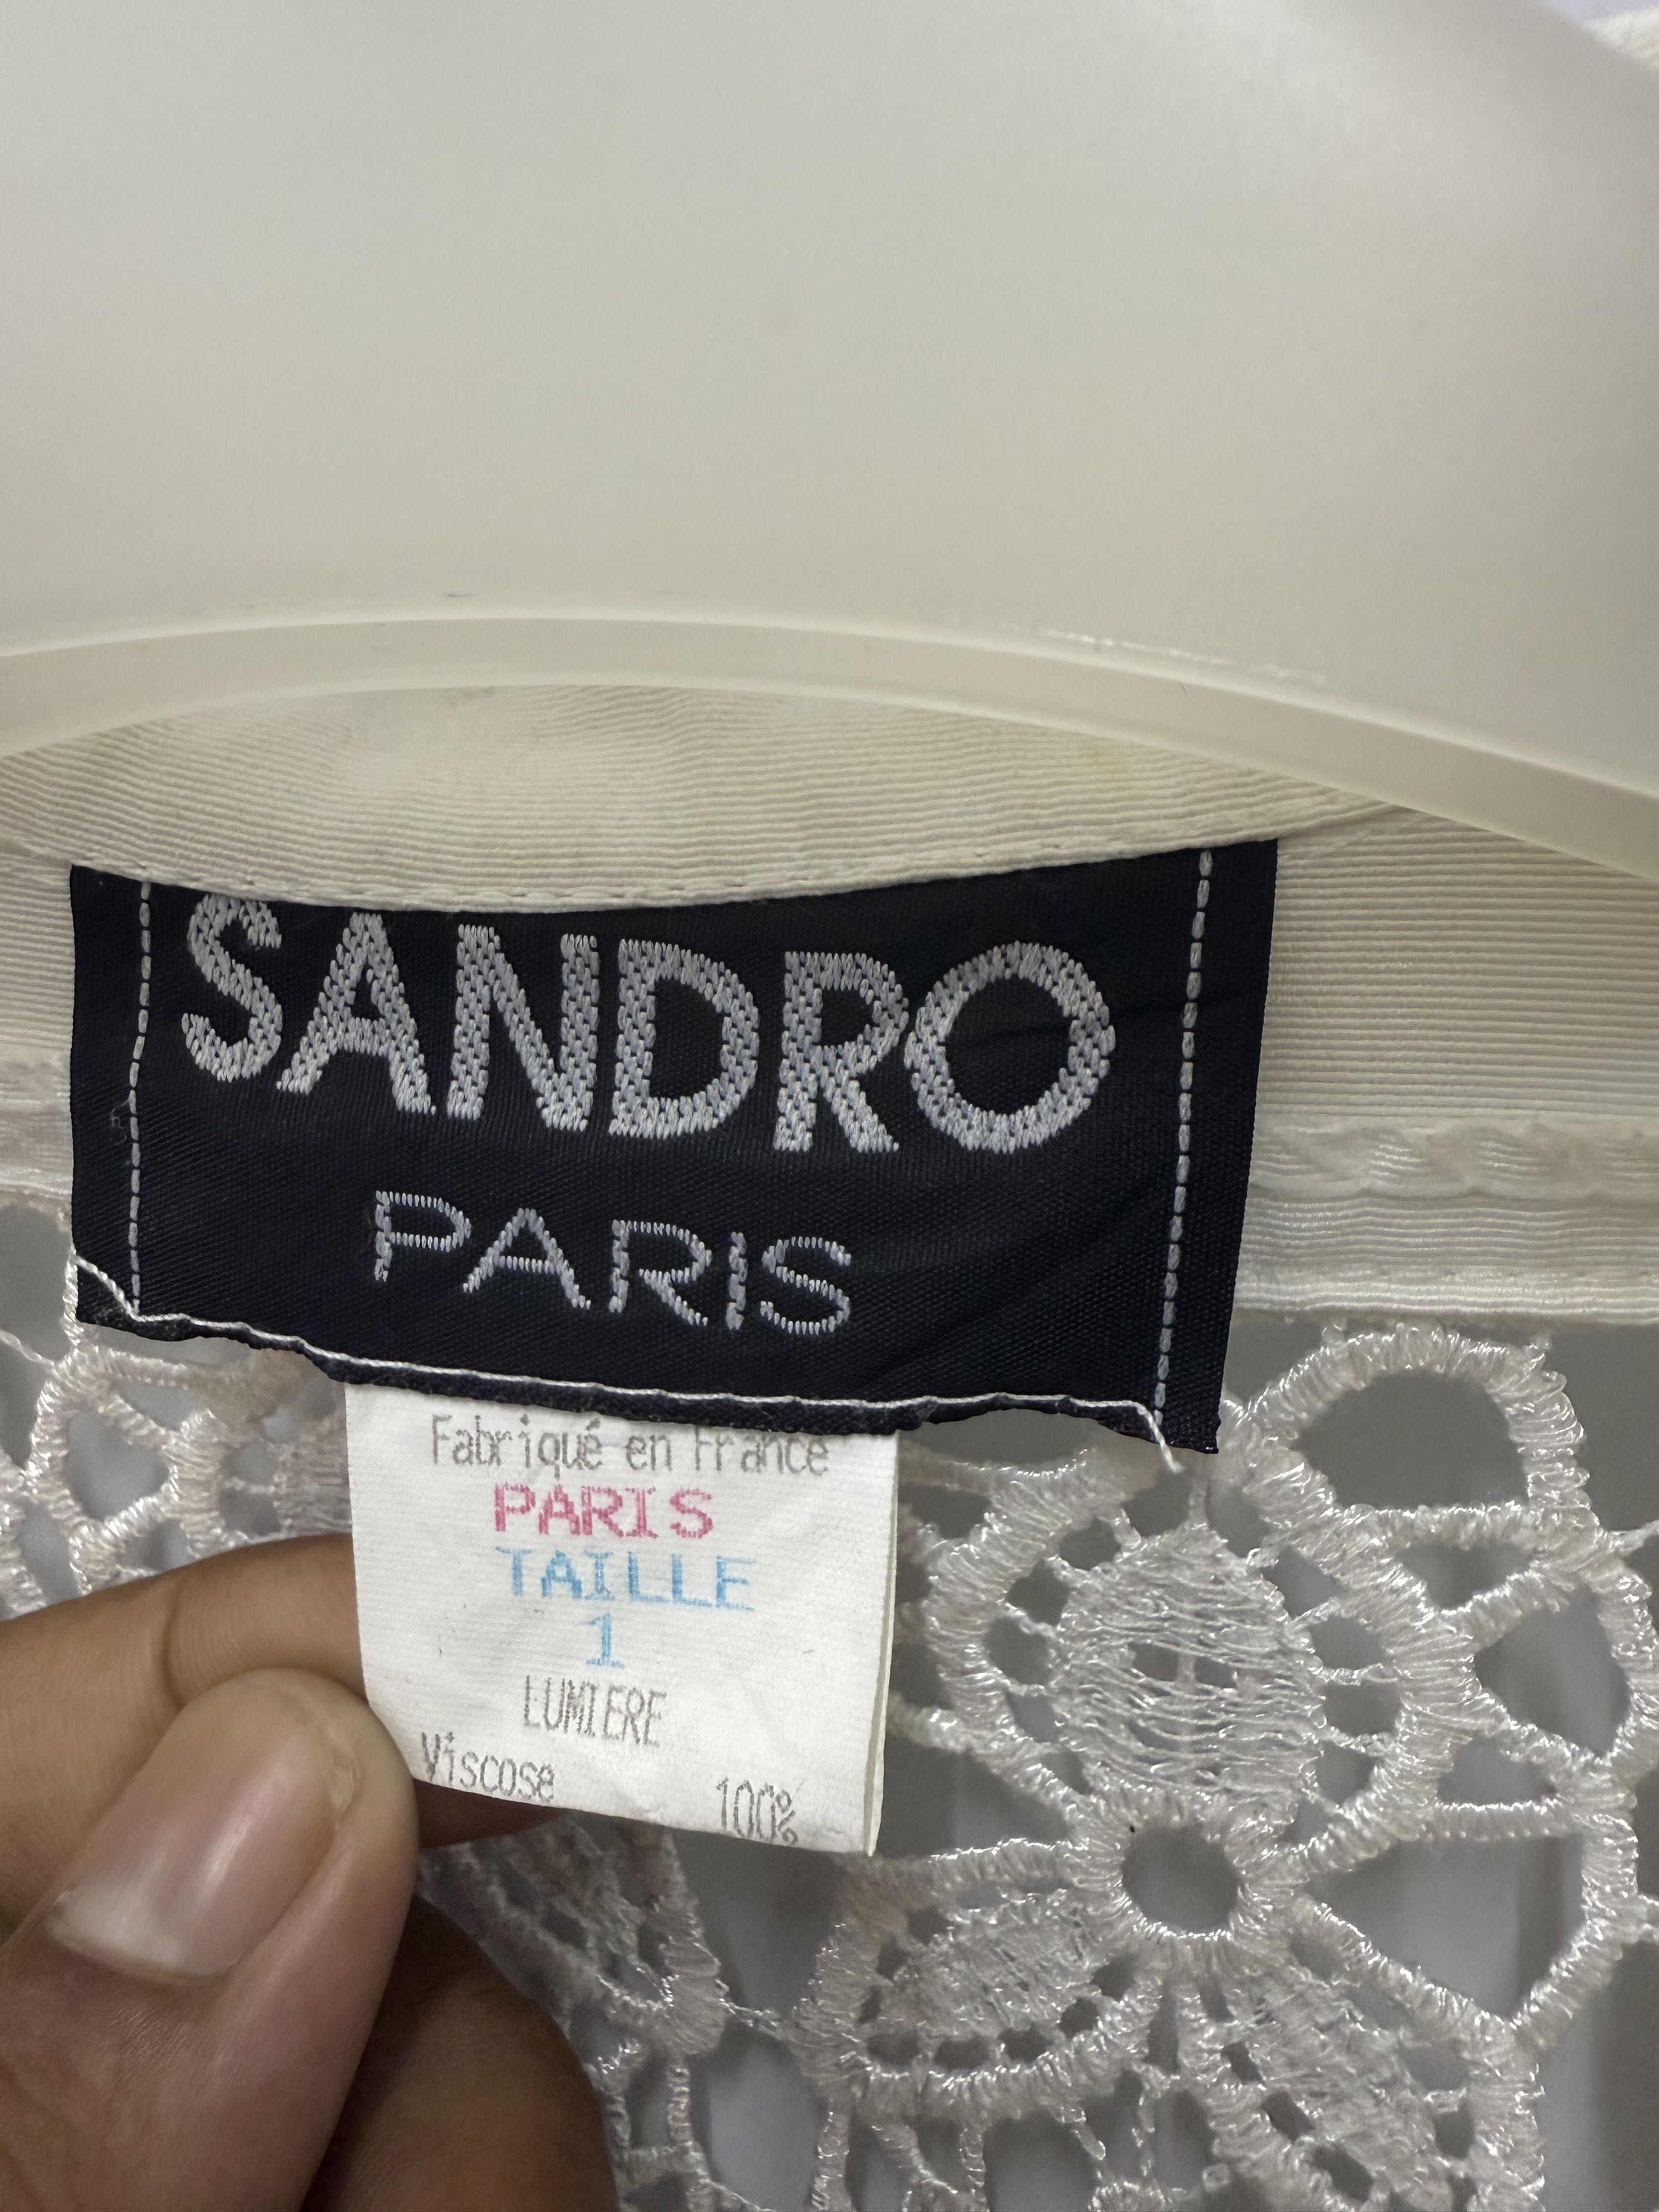 SANDRO
PARIS
Fabriqué en France
PARIS
TAILLE
1
LUMIERE
Viscose 100%